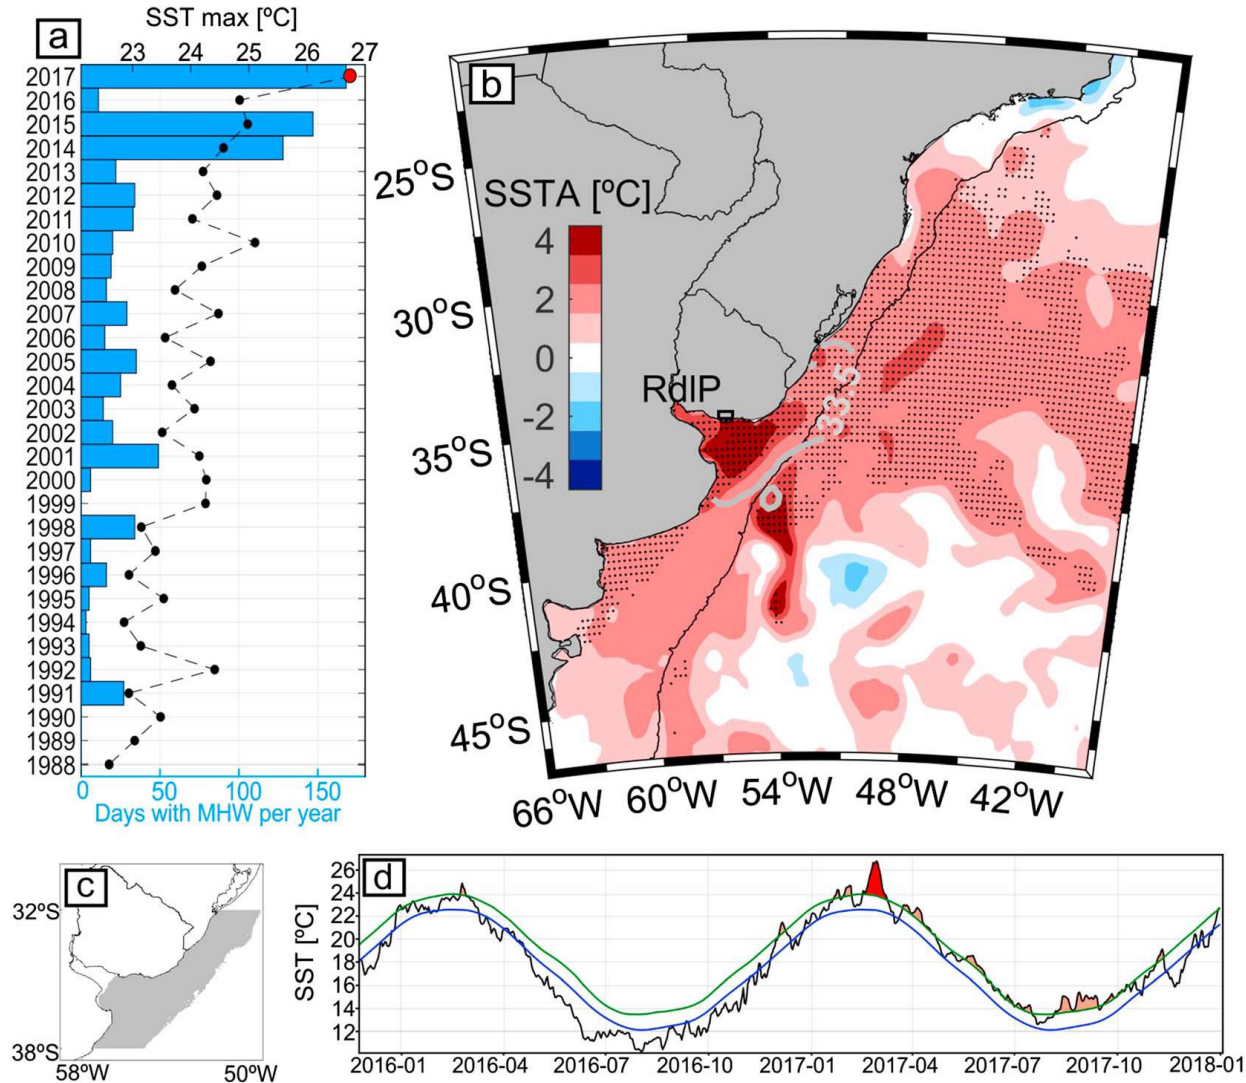 a
SST max [ºC]
23 24 25 26 27
2017
2016
2015
2014
2013
2012
2011
2010
2009
2008
2007
2006
2005
2004
2003
2002
2001
2000
1999
1998
1997
1996
1995
1994
1993
1992
1991
1990
1989
1988
0 50 100 150
Days with MHW per year
b
25ºS
30ºS
35ºS
40ºS
45ºS
66ºW 60ºW 54ºW 48ºW 42ºW
SSTA [ºC]
4
2
0
-2
-4
RdlP
33.5
0
c
32ºS
38ºS
58ºW 50ºW
d
SST [ºC]
26
24
22
20
18
16
14
12
2016-01 2016-04 2016-07 2016-10 2017-01 2017-04 2017-07 2017-10 2018-01